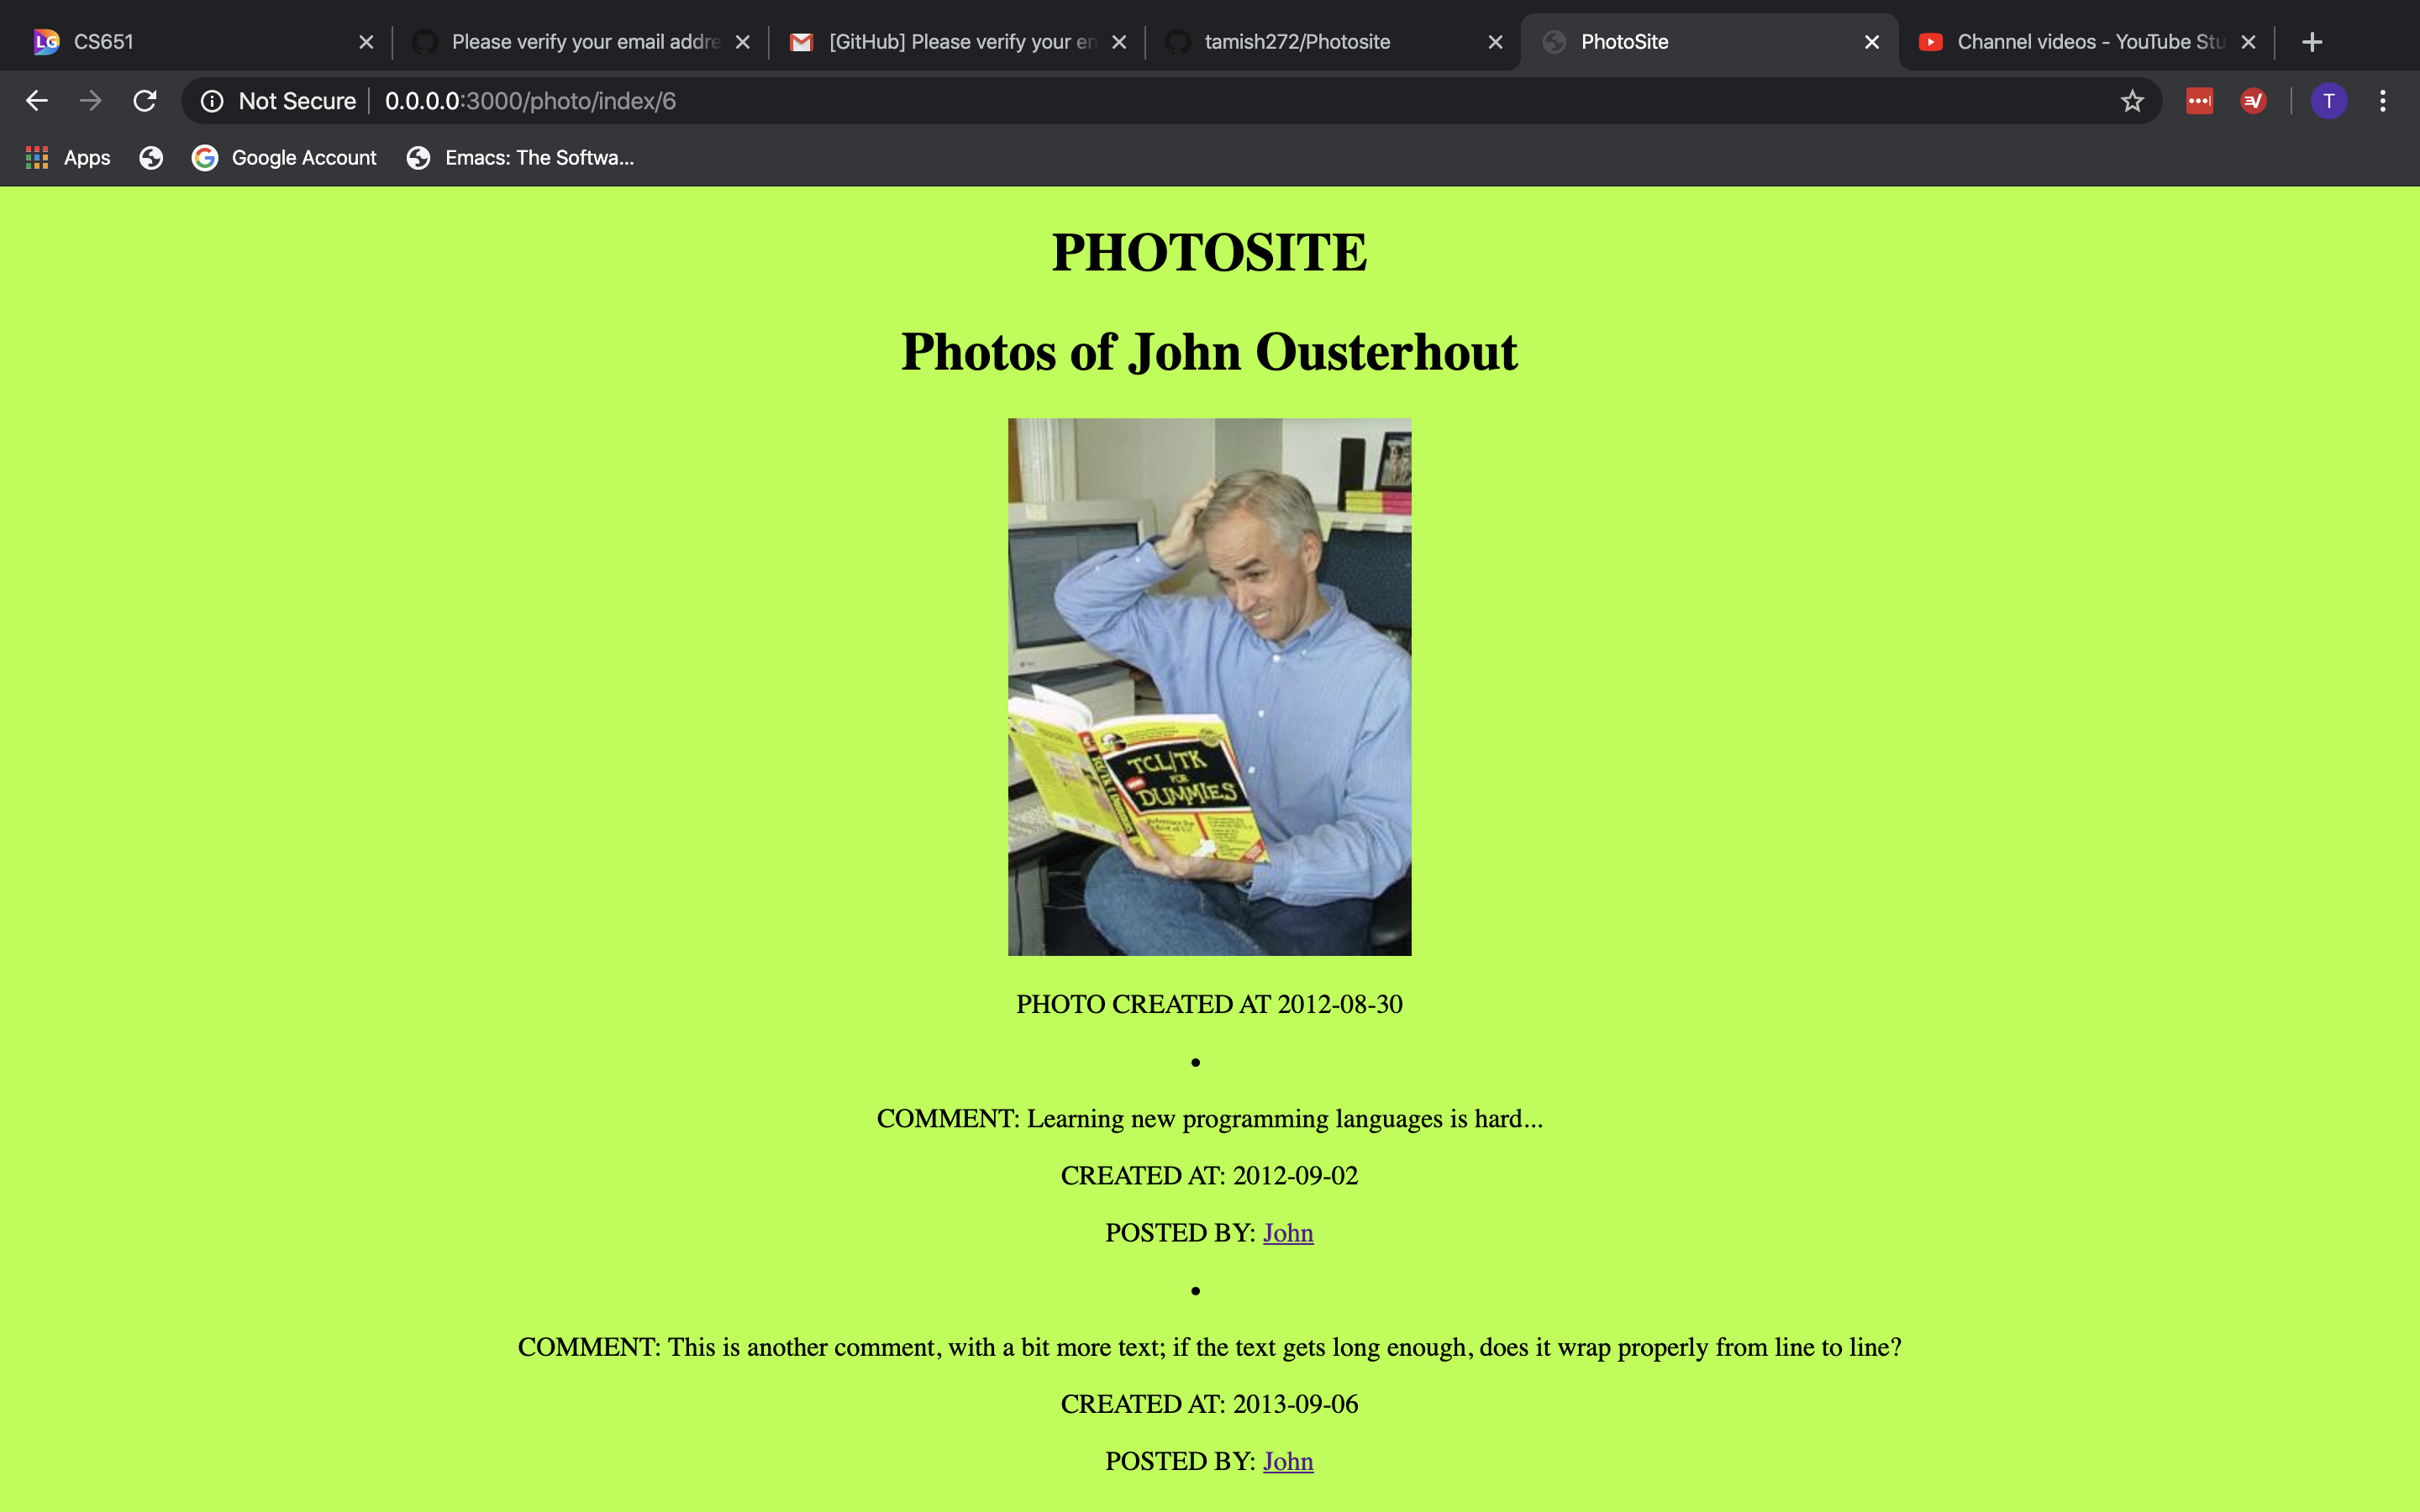 CS651
Please verify your email addre
[GitHub] Please verify your en
tamish272/Photosite
PhotoSite
Channel videos - YouTube Stu
Not Secure
0.0.0.0:3000/photo/index/6
T
Apps
Google Account
Emacs: The Softwa...
PHOTOSITE
Photos of John Ousterhout
TCL/TK
FOR
DUMMIES
PHOTO CREATED AT 2012-08-30
COMMENT: Learning new programming languages is hard...
CREATED AT: 2012-09-02
POSTED BY: John
COMMENT: This is another comment, with a bit more text; if the text gets long enough, does it wrap properly from line to line?
CREATED AT: 2013-09-06
POSTED BY: John